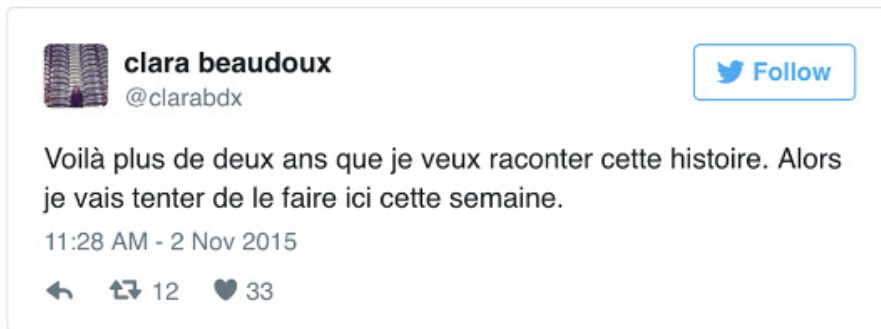 clara beaudoux
@clarabdx
Follow
Voilà plus de deux ans que je veux raconter cette histoire. Alors
je vais tenter de le faire ici cette semaine.
11:28 AM - 2 Nov 2015
12 33